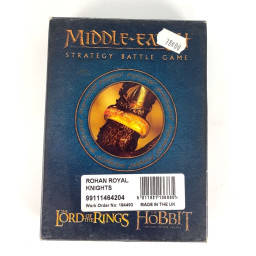 MIDDLE-EARTH
STRATEGY BATTLE GAME
ROHAN ROYAL
KNIGHTS
99111464204
MADE IN THE UK
THE LORD OF THE RINGS
THE HOBBIT